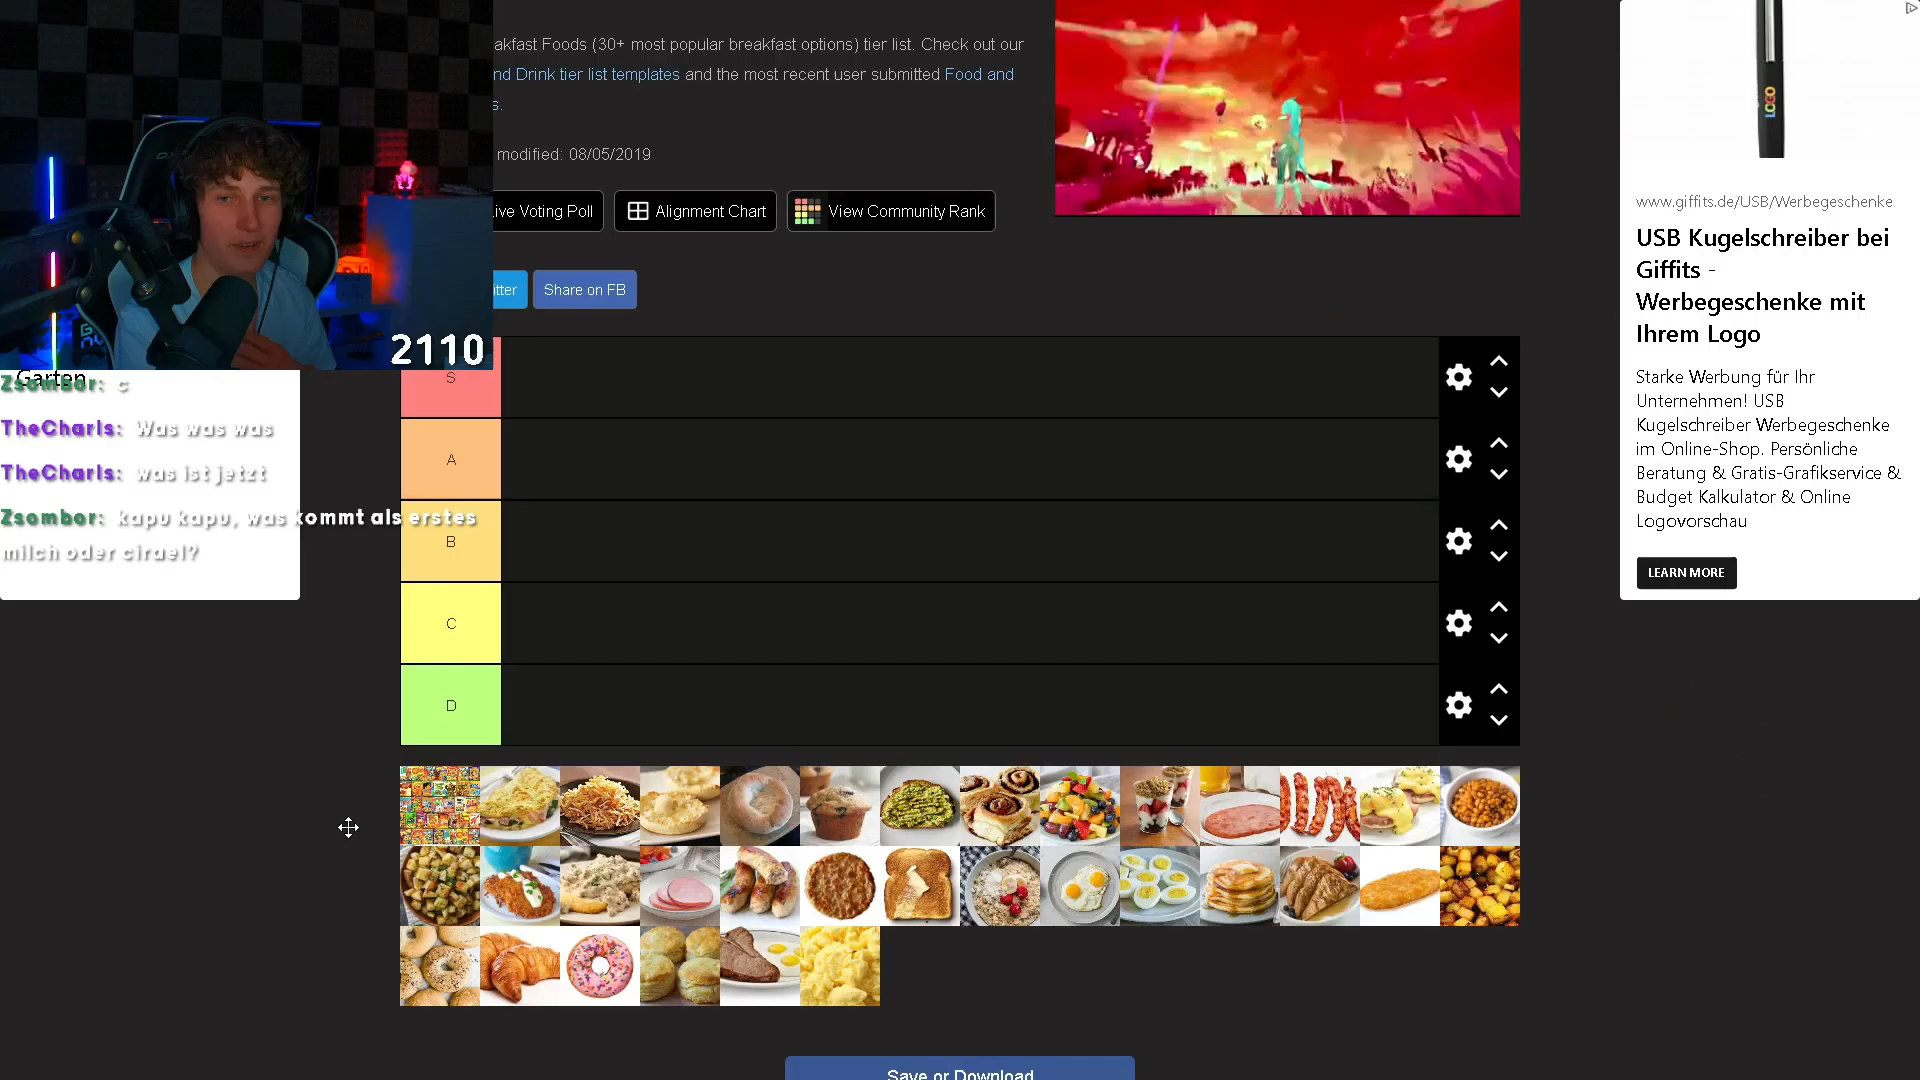 akfast Foods (30+ most popular breakfast options) tier list. Check out our
nd Drink tier list templates and the most recent user submitted Food and
s.
modified: 08/05/2019
ive Voting Poll
Alignment Chart
View Community Rank
itter
Share on FB
2110
Garten
Zsombor: c
TheCharls: Was was was
TheCharls: was ist jetzt
Zsombor: kapu kapu, was kommt als erstes
milch oder cirael?
S
A
B
C
D
Save or Download
LOGO
www.giffits.de/USB/Werbegeschenke
USB Kugelschreiber bei
Giffits -
Werbegeschenke mit
Ihrem Logo
Starke Werbung für Ihr
Unternehmen! USB
Kugelschreiber Werbegeschenke
im Online-Shop. Persönliche
Beratung & Gratis-Grafikservice &
Budget Kalkulator & Online
Logovorschau
LEARN MORE